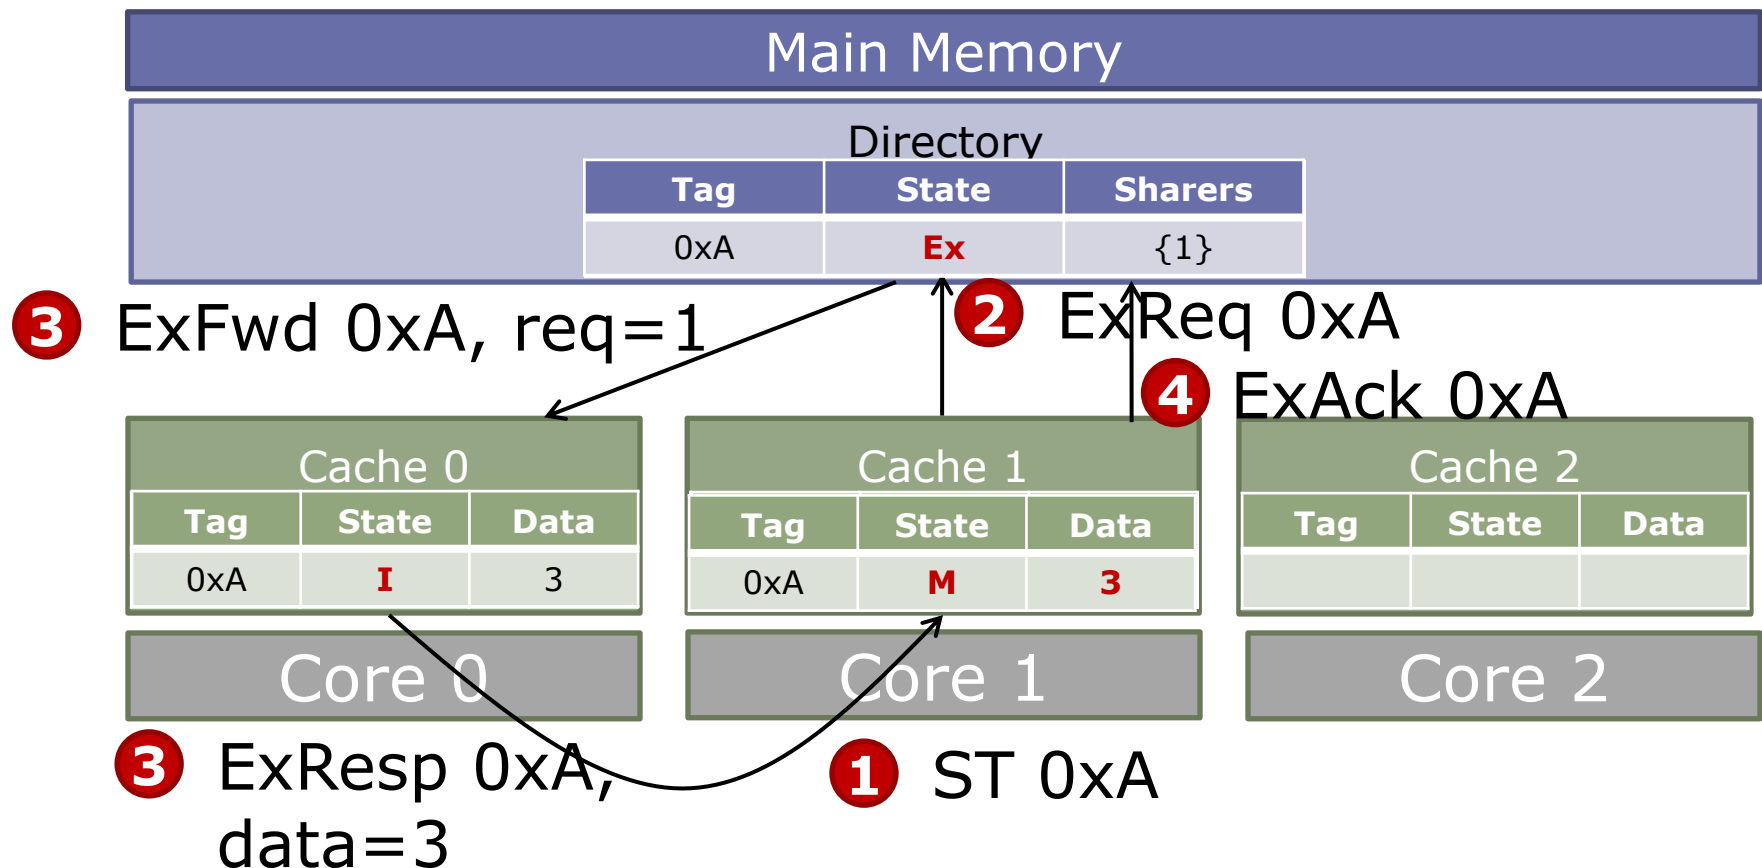 Main Memory
Directory
Tag State Sharers
0xA Ex {1}
3 ExFwd 0xA, req=1
2 ExReq 0xA
4 ExAck 0xA
Cache 0
Tag State Data
0xA I 3
Cache 1
Tag State Data
0xA M 3
Cache 2
Tag State Data
Core 0
Core 1
Core 2
3 ExResp 0xA,
data=3
1 ST 0xA